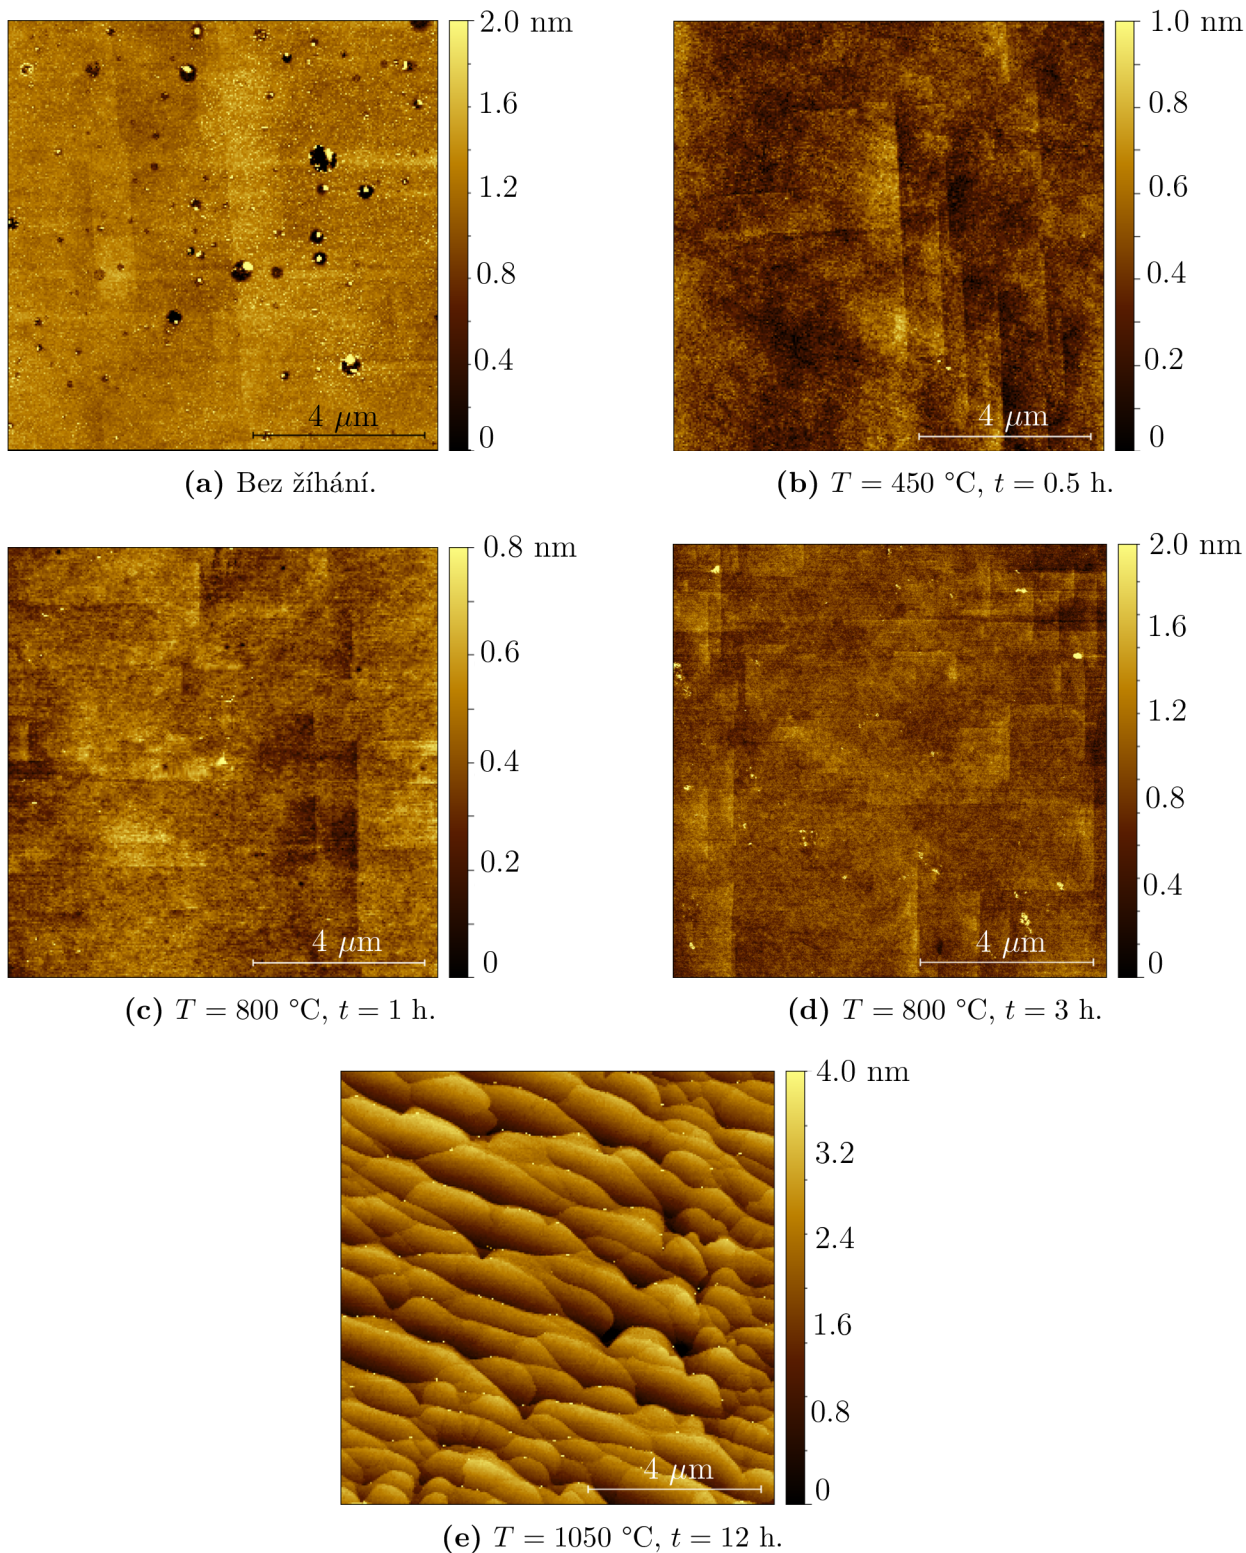 2.0 nm
1.6
1.2
0.8
0.4
0
4 μm
(a) Bez žíhání.
1.0 nm
0.8
0.6
0.4
0.2
0
4 μm
(b) T = 450 °C, t = 0.5 h.
0.8 nm
0.6
0.4
0.2
0
4 μm
(c) T = 800 °C, t = 1 h.
2.0 nm
1.6
1.2
0.8
0.4
0
4 μm
(d) T = 800 °C, t = 3 h.
4.0 nm
3.2
2.4
1.6
0.8
0
4 μm
(e) T = 1050 °C, t = 12 h.